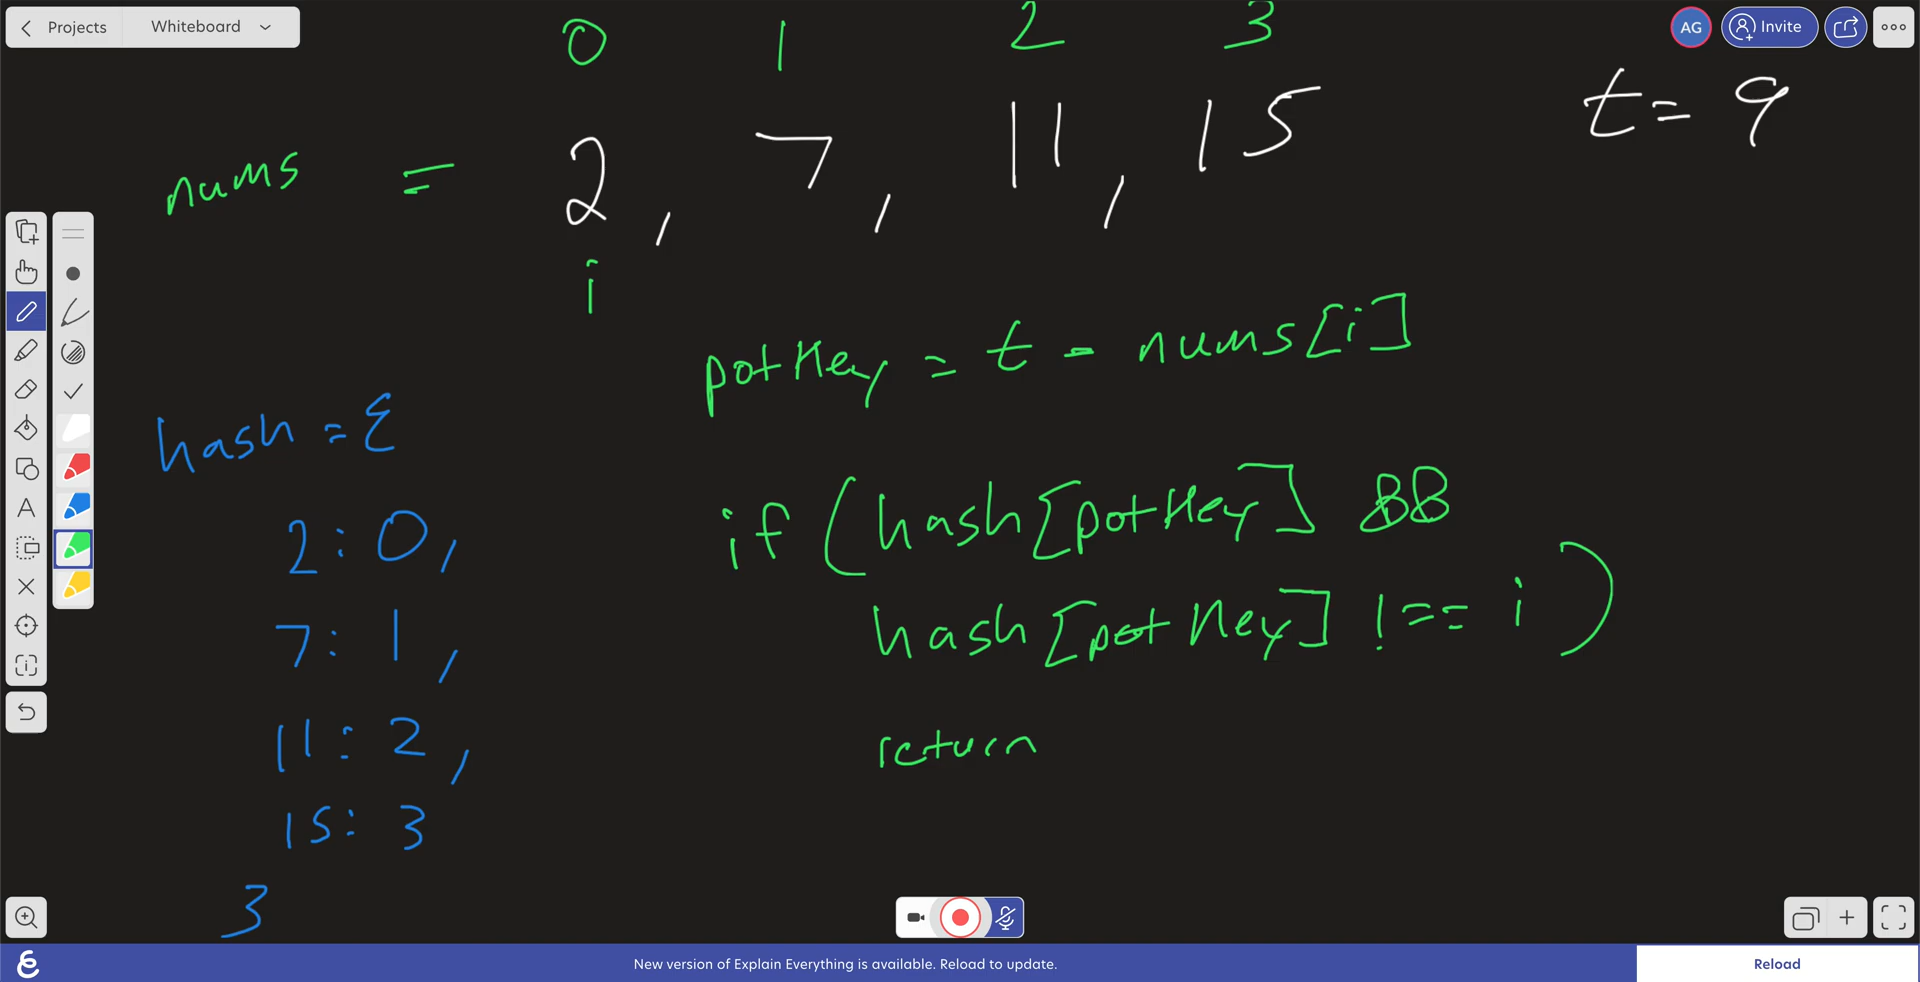 Projects
Whiteboard
AG
Invite
0 1 2 3
nums = 2, 7, 11, 15
t = 9
i
potKey = t - nums[i]
hash = {
2: 0,
7: 1,
11: 2,
15: 3
}
if (hash[potKey] &&
hash[potKey] !== i)
return
A
New version of Explain Everything is available. Reload to update.
Reload